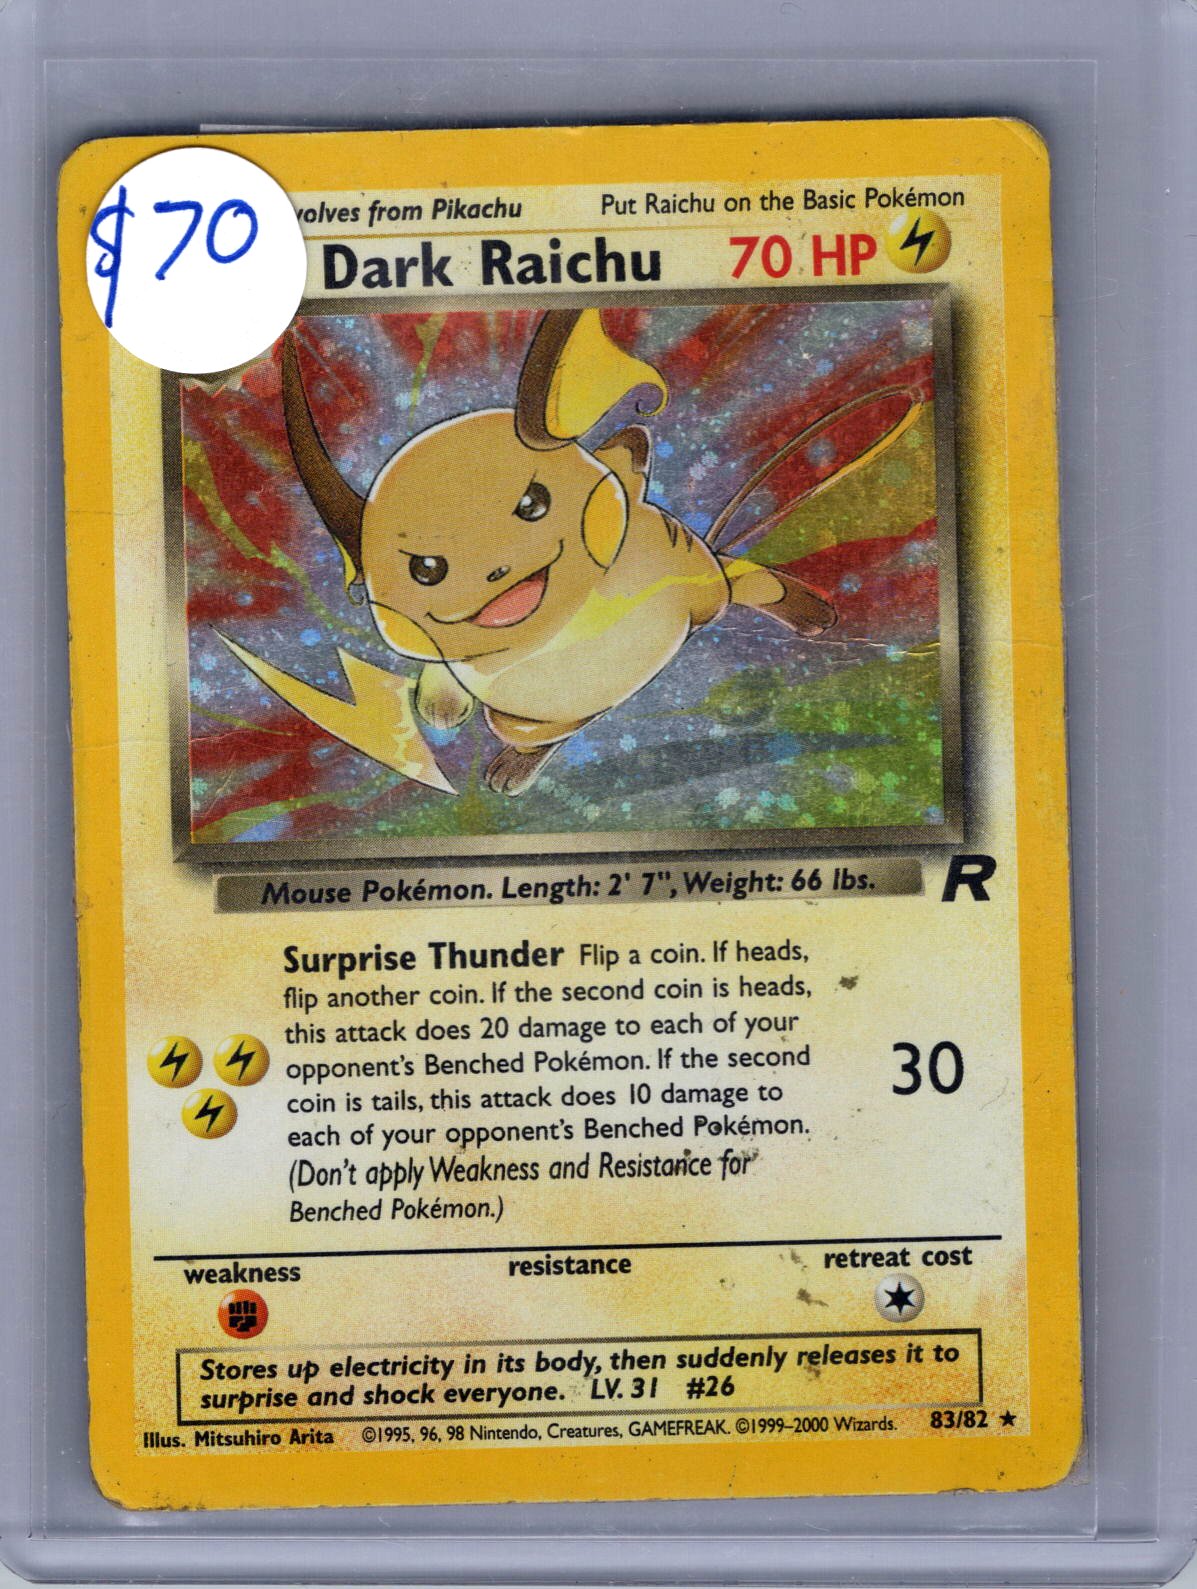 $70
volves from Pikachu
Put Raichu on the Basic Pokémon
Dark Raichu 70 HP
Mouse Pokémon. Length: 2' 7", Weight: 66 lbs.
R
Surprise Thunder Flip a coin. If heads,
flip another coin. If the second coin is heads,
this attack does 20 damage to each of your
opponent's Benched Pokémon. If the second
coin is tails, this attack does 10 damage to
each of your opponent's Benched Pokémon.
(Don't apply Weakness and Resistance for
Benched Pokémon.)
30
weakness resistance retreat cost
Stores up electricity in its body, then suddenly releases it to
surprise and shock everyone. LV. 31 #26
Illus. Mitsuhiro Arita ©1995, 96, 98 Nintendo, Creatures, GAMEFREAK. ©1999–2000 Wizards. 83/82 ★